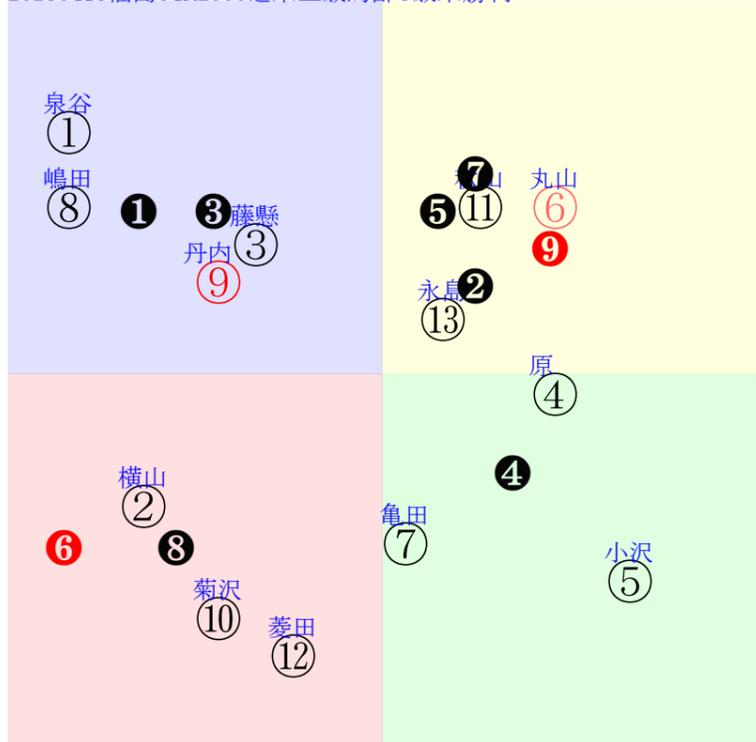 泉谷
①
嶋田
⑧
❶
❸
藤懸
③
丹内
⑨
❼
山
⑪
❺
丸山
⑥
❾
永島
❷
⑬
原
④
横山
②
❻
❽
菊沢
⑩
菱田
⑫
❹
亀田
⑦
小沢
⑤